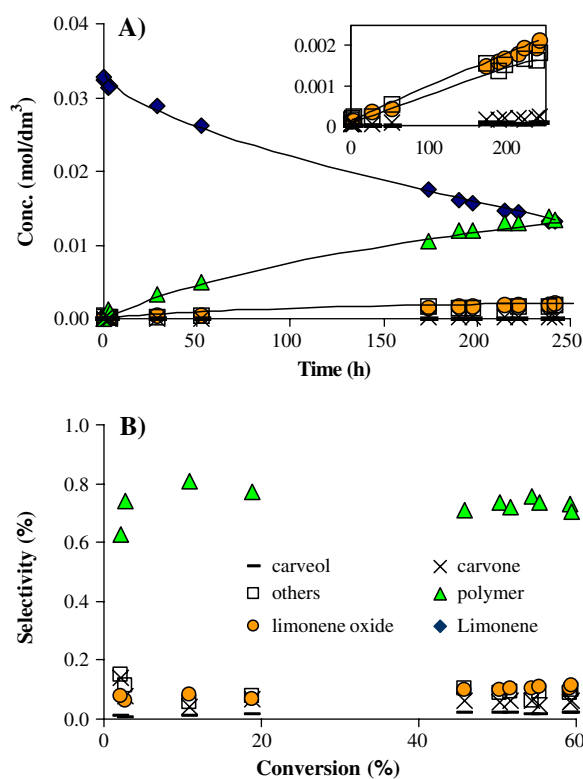 A)
Conc. (mol/dm³)
0.04
0.03
0.02
0.01
0.00
0 50 100 150 200 250
Time (h)
0.002
0.001
0
0 100 200
B)
Selectivity (%)
1.0
0.8
0.6
0.4
0.2
0.0
carveol
carvone
others
polymer
limonene oxide
Limonene
0 20 40 60
Conversion (%)